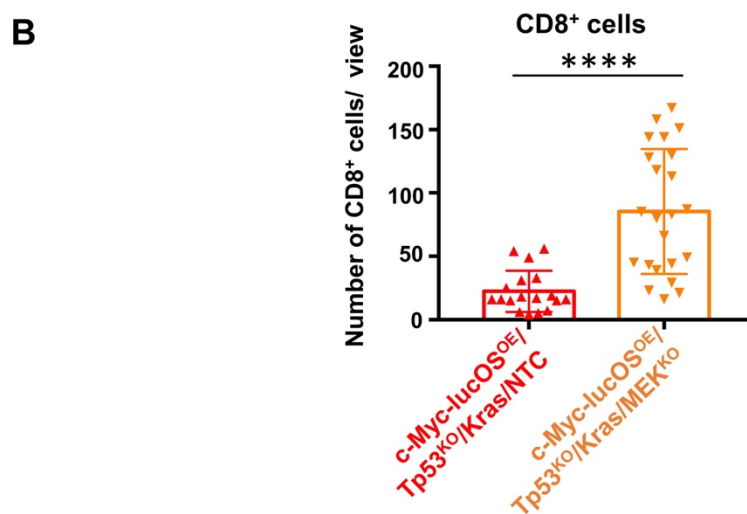 B
CD8⁺ cells
****
Number of CD8⁺ cells/ view
200
150
100
50
0
c-Myc-lucOSᴼᴱ/
Tp53ᴷᴼ/Kras/NTC
c-Myc-lucOSᴼᴱ/
Tp53ᴷᴼ/Kras/MEKᴷᴼ